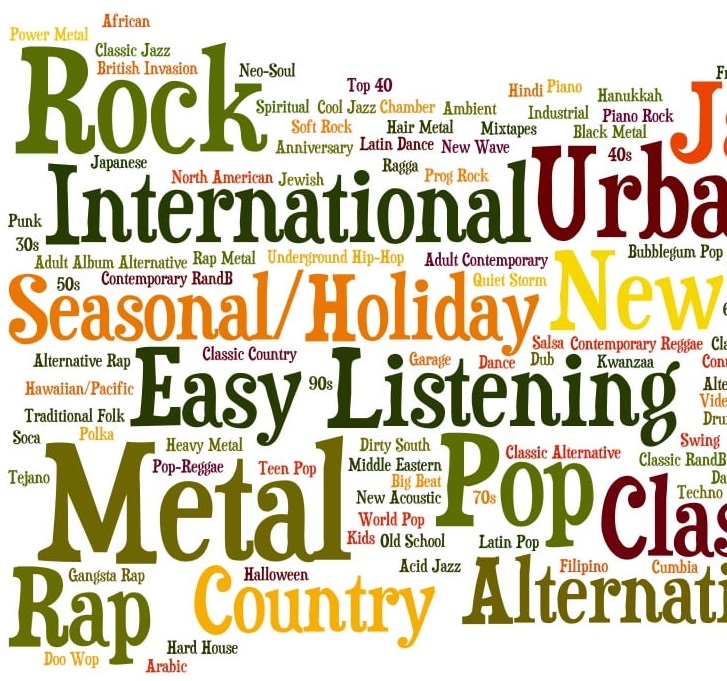 African
Power Metal
Classic Jazz
British Invasion
Rock
Neo-Soul
Top 40
Hindi
Piano
Hanukkah
Spiritual
Cool Jazz
Chamber
Ambient
Industrial
Piano Rock
Soft Rock
Hair Metal
Mixtapes
Black Metal
Anniversary
Latin Dance
New Wave
40s
Japanese
North American
Jewish
Ragga
Prog Rock
International
Urba
Punk
30s
Adult Album Alternative
Rap Metal
Underground Hip-Hop
Adult Contemporary
Bubblegum Pop
50s
Contemporary RandB
Quiet Storm
New
Seasonal/Holiday
Salsa
Contemporary Reggae
Alternative Rap
Classic Country
Garage
Dance
Dub
Kwanzaa
Hawaiian/Pacific
Easy Listening
90s
Traditional Folk
Soca
Polka
Heavy Metal
Dirty South
Swing
Classic Alternative
Classic RandB
Tejano
Metal
Pop-Reggae
Teen Pop
Middle Eastern
Big Beat
New Acoustic
Pop
70s
Techno
World Pop
Clas
Kids
Old School
Latin Pop
Acid Jazz
Filipino
Cumbia
Gangsta Rap
Halloween
Rap
Country
Alternati
Hard House
Doo Wop
Arabic